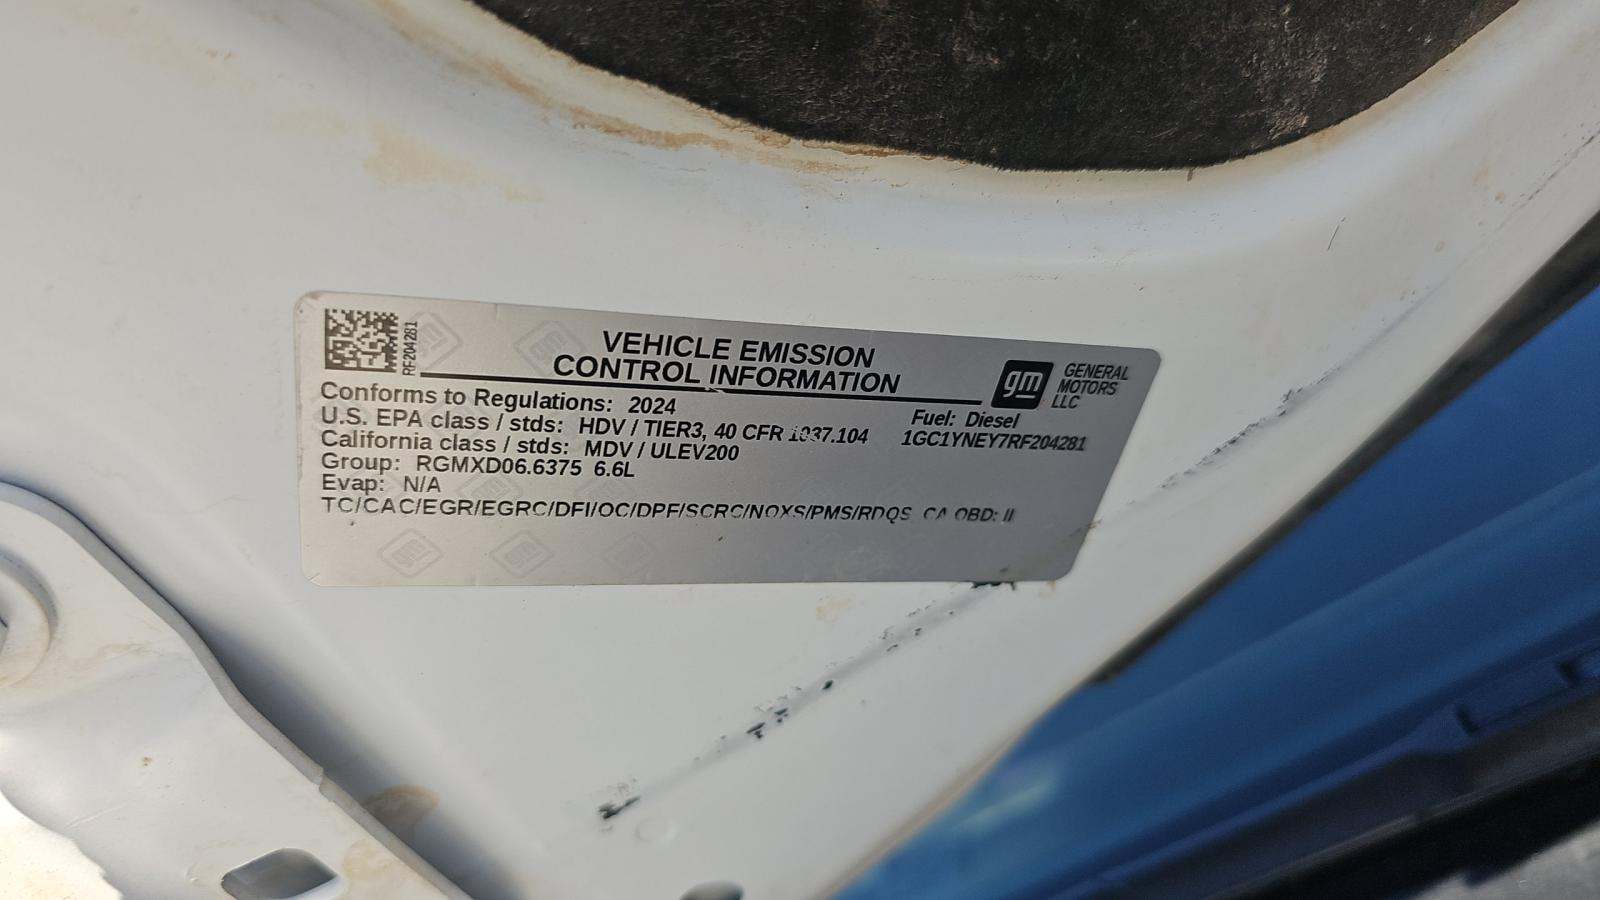 RF204281
VEHICLE EMISSION
CONTROL INFORMATION
gm GENERAL
MOTORS
LLC
Conforms to Regulations: 2024
Fuel: Diesel
U.S. EPA class / stds: HDV / TIER3, 40 CFR 1037.104
1GC1YNEY7RF204281
California class / stds: MDV / ULEV200
Group: RGMXD06.6375 6.6L
Evap: N/A
TC/CAC/EGR/EGRC/DFI/OC/DPF/SCRC/NOXS/PMS/RDQS CA OBD: II